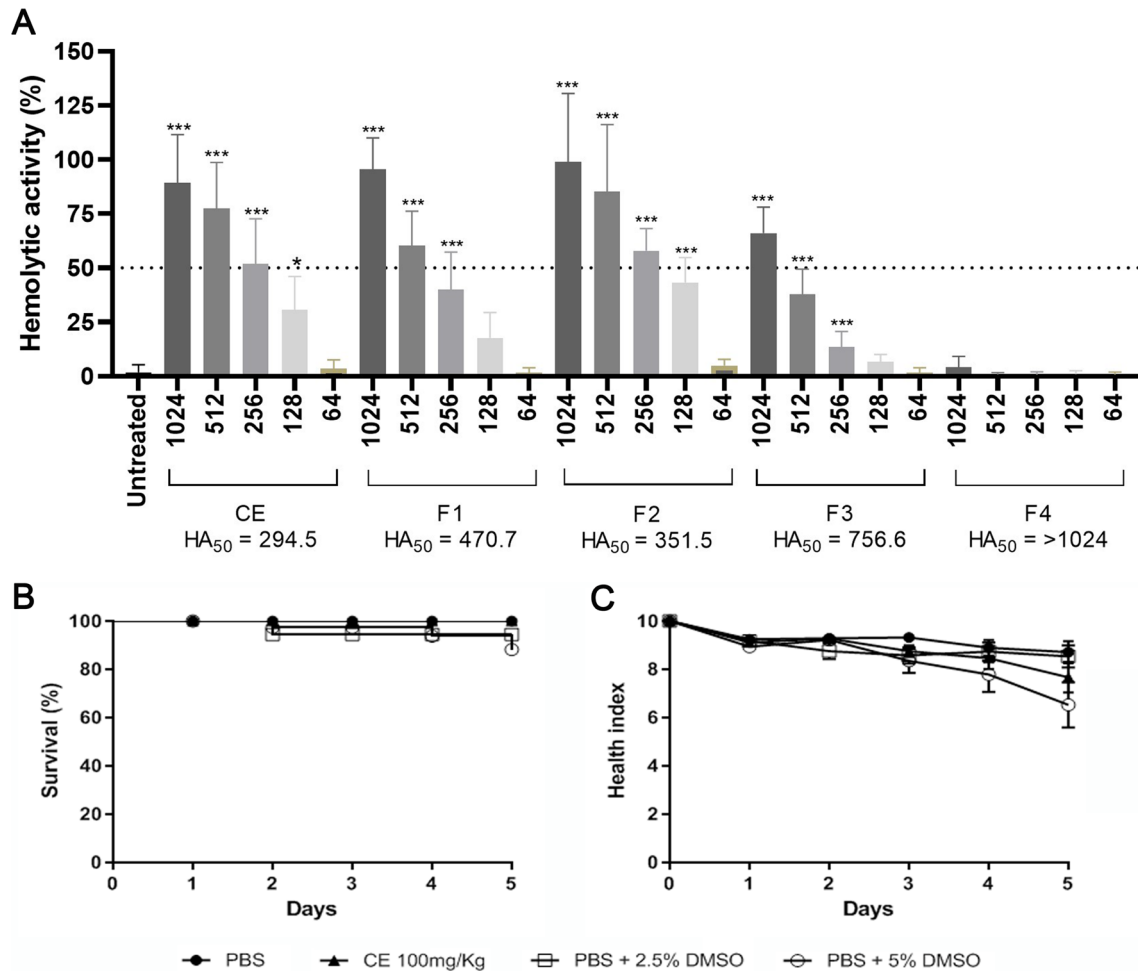 A
Hemolytic activity (%)
150
125
100
75
50
25
0
*** *** *** *
*** *** ***
*** *** *** ***
*** *** ***
Untreated 1024 512 256 128 64 1024 512 256 128 64 1024 512 256 128 64 1024 512 256 128 64 1024 512 256 128 64
CE F1 F2 F3 F4
HA50 = 294.5 HA50 = 470.7 HA50 = 351.5 HA50 = 756.6 HA50 = >1024
B
Survival (%)
100
80
60
40
20
0
0 1 2 3 4 5
Days
C
Health index
10
8
6
4
2
0
0 1 2 3 4 5
Days
PBS CE 100mg/Kg PBS + 2.5% DMSO PBS + 5% DMSO